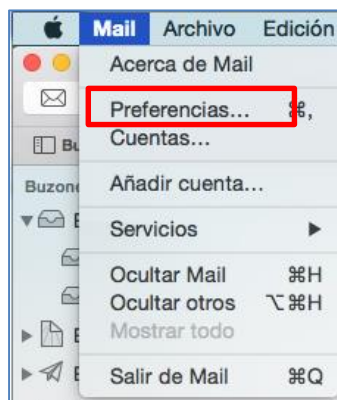 Mail Archivo Edición
Acerca de Mail
Preferencias... ⌘,
Cuentas...
Añadir cuenta...
Servicios
Ocultar Mail ⌘H
Ocultar otros ⌥⌘H
Mostrar todo
Salir de Mail ⌘Q